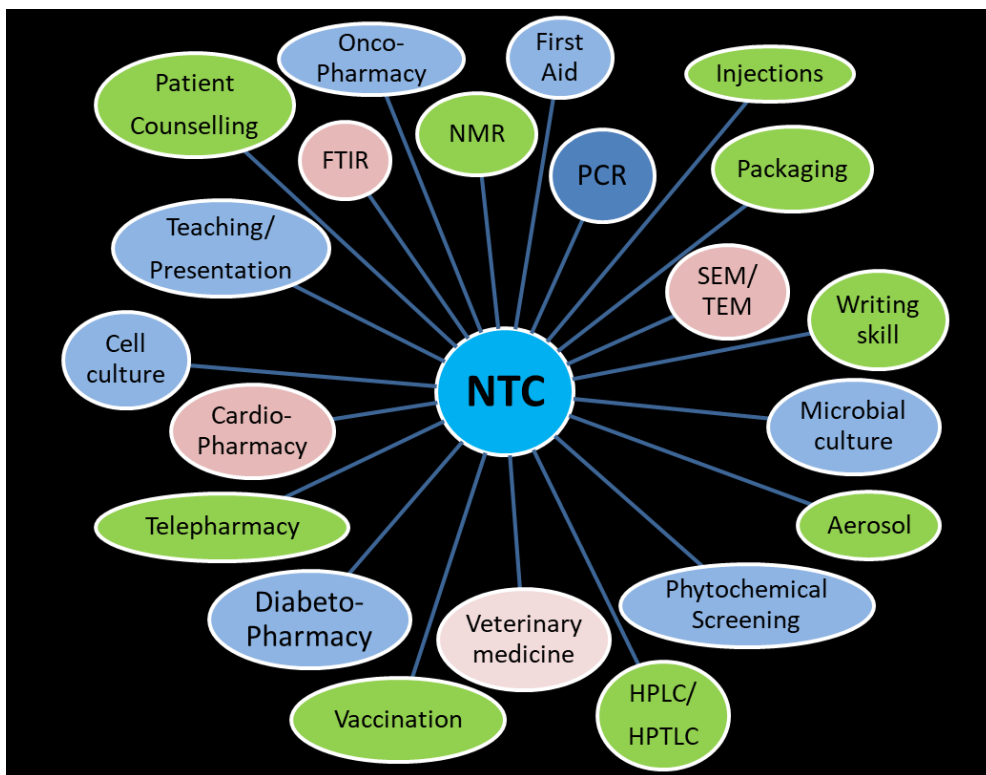 Onco-
Pharmacy
First
Aid
Injections
Patient
Counselling
NMR
FTIR
PCR
Packaging
Teaching/
Presentation
SEM/
TEM
Writing
skill
Cell
culture
NTC
Cardio-
Pharmacy
Microbial
culture
Telepharmacy
Aerosol
Diabeto-
Pharmacy
Phytochemical
Screening
Veterinary
medicine
Vaccination
HPLC/
HPTLC